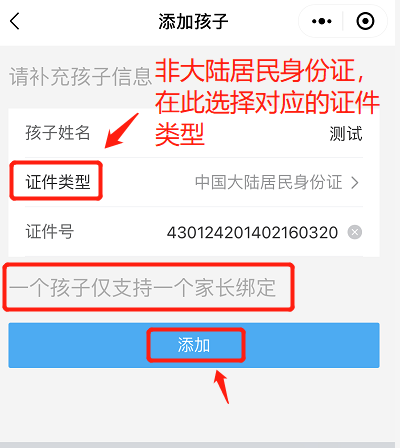 添加孩子
请补充孩子信息
非大陆居民身份证，
在此选择对应的证件
类型
孩子姓名 测试
证件类型 中国大陆居民身份证
证件号 430124201402160320
一个孩子仅支持一个家长绑定
添加